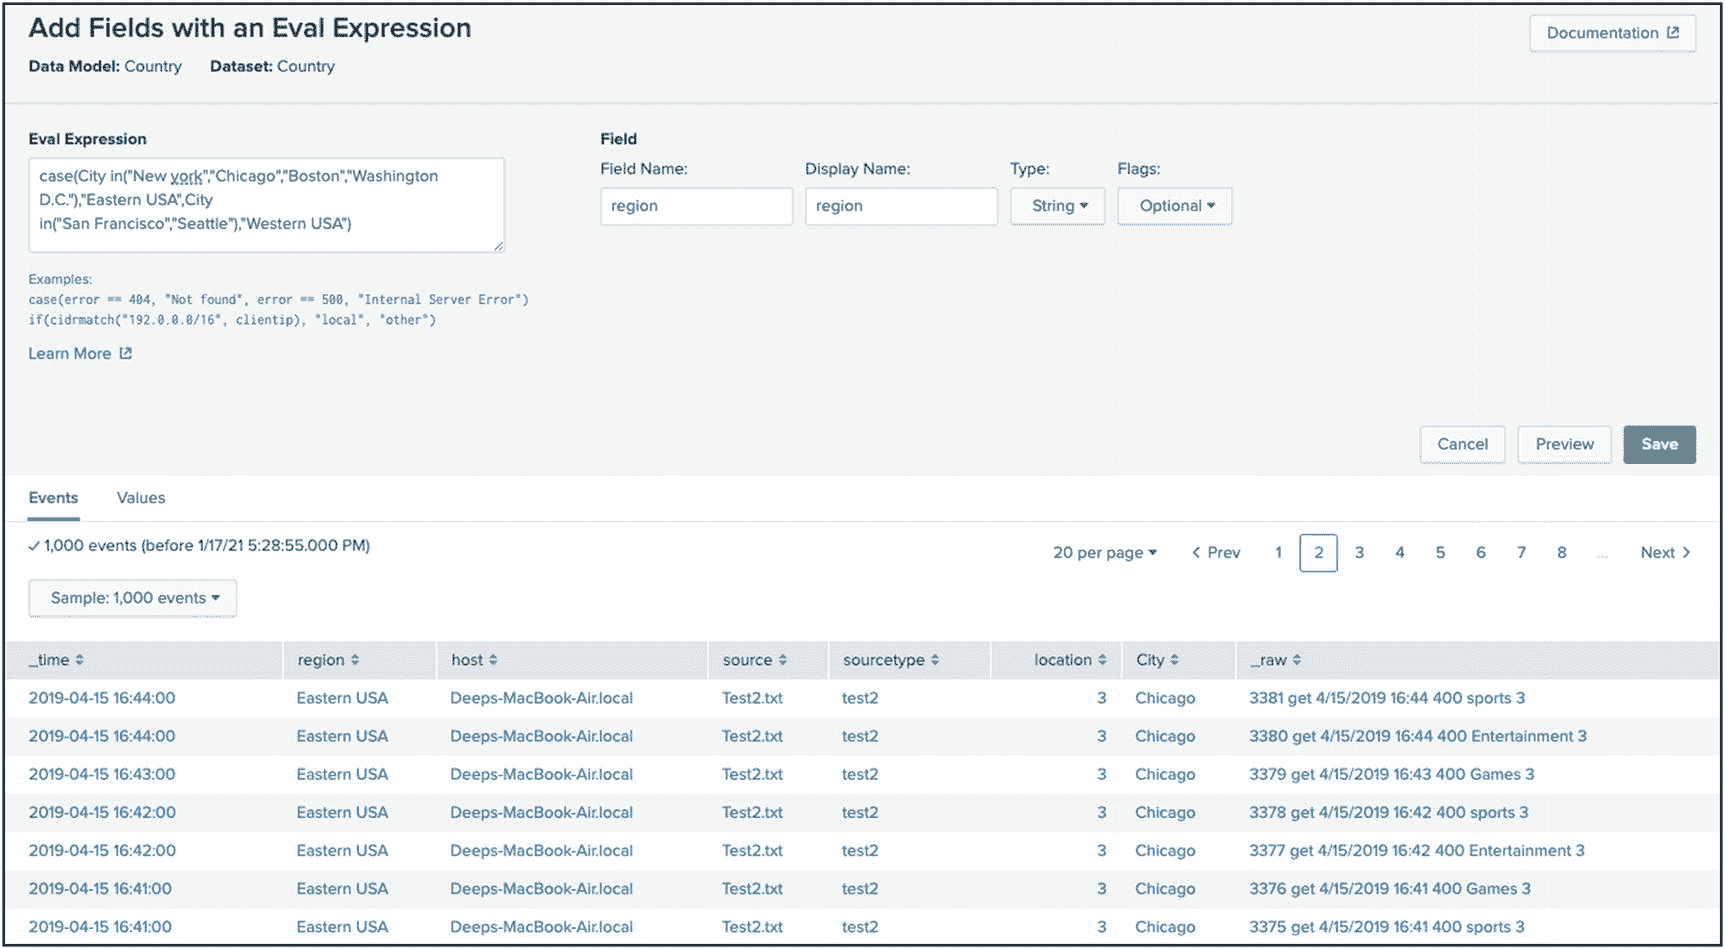 Add Fields with an Eval Expression
Documentation
Data Model: Country Dataset: Country
Eval Expression
case(City in("New york","Chicago","Boston","Washington
D.C."),"Eastern USA",City
in("San Francisco","Seattle"),"Western USA")
Examples:
case(error == 404, "Not found", error == 500, "Internal Server Error")
if(cidrmatch("192.0.0.0/16", clientip), "local", "other")
Learn More
Field
Field Name: Display Name: Type: Flags:
region region String Optional
Cancel Preview Save
Events Values
1,000 events (before 1/17/21 5:28:55.000 PM)
20 per page Prev 1 2 3 4 5 6 7 8 ... Next
Sample: 1,000 events
_time region host source sourcetype location City _raw
2019-04-15 16:44:00 Eastern USA Deeps-MacBook-Air.local Test2.txt test2 3 Chicago 3381 get 4/15/2019 16:44 400 sports 3
2019-04-15 16:44:00 Eastern USA Deeps-MacBook-Air.local Test2.txt test2 3 Chicago 3380 get 4/15/2019 16:44 400 Entertainment 3
2019-04-15 16:43:00 Eastern USA Deeps-MacBook-Air.local Test2.txt test2 3 Chicago 3379 get 4/15/2019 16:43 400 Games 3
2019-04-15 16:42:00 Eastern USA Deeps-MacBook-Air.local Test2.txt test2 3 Chicago 3378 get 4/15/2019 16:42 400 sports 3
2019-04-15 16:42:00 Eastern USA Deeps-MacBook-Air.local Test2.txt test2 3 Chicago 3377 get 4/15/2019 16:42 400 Entertainment 3
2019-04-15 16:41:00 Eastern USA Deeps-MacBook-Air.local Test2.txt test2 3 Chicago 3376 get 4/15/2019 16:41 400 Games 3
2019-04-15 16:41:00 Eastern USA Deeps-MacBook-Air.local Test2.txt test2 3 Chicago 3375 get 4/15/2019 16:41 400 sports 3